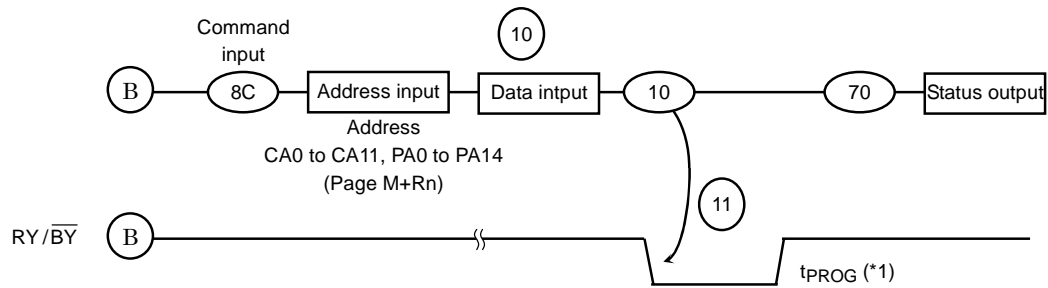 Command
input
10
B
8C
Address input
Data intput
10
70
Status output
Address
CA0 to CA11, PA0 to PA14
(Page M+Rn)
11
RY/BY
B
tPROG (*1)